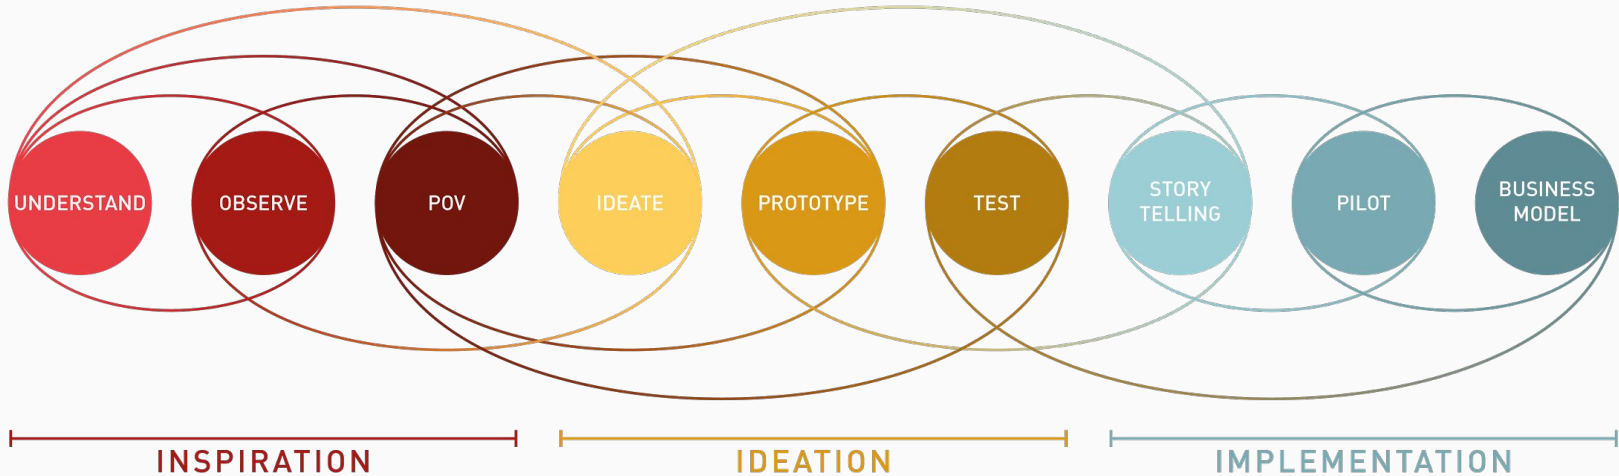 UNDERSTAND
OBSERVE
POV
IDEATE
PROTOTYPE
TEST
STORY
TELLING
PILOT
BUSINESS
MODEL
INSPIRATION
IDEATION
IMPLEMENTATION